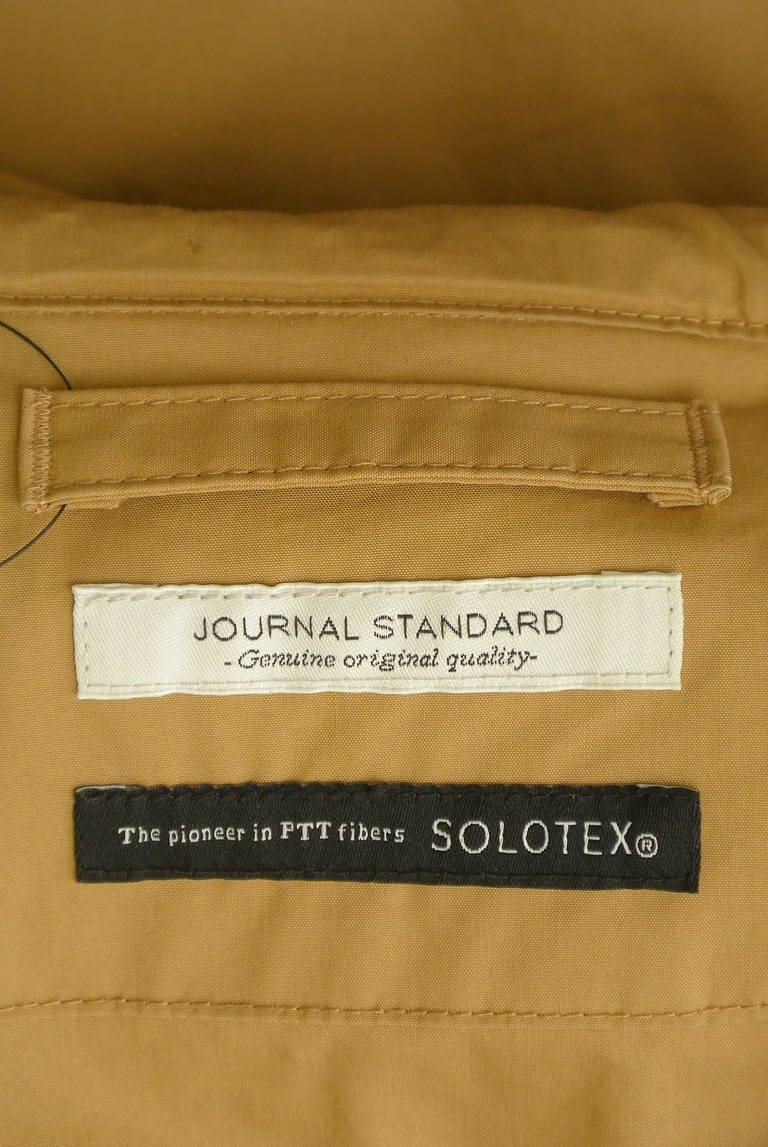 JOURNAL STANDARD
-Genuine original quality-
The pioneer in PTT fibers SOLOTEX®